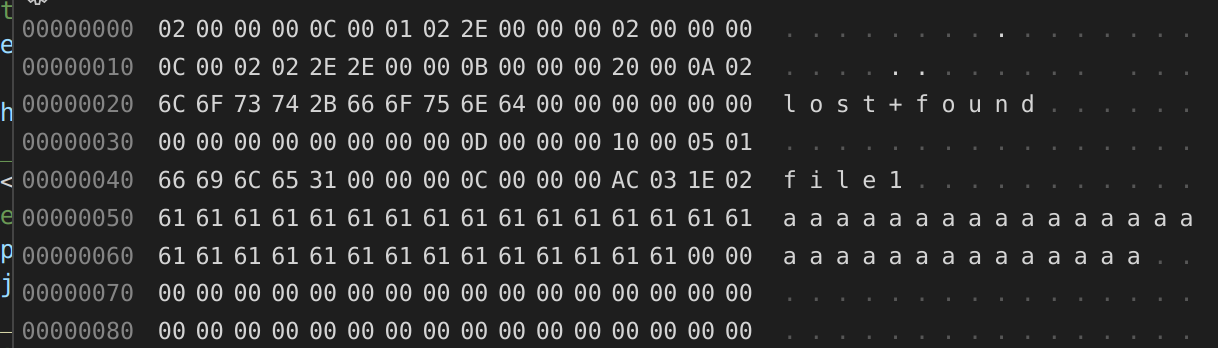 t
e
h
<
e
p
j
00000000 02 00 00 00 0C 00 01 02 2E 00 00 00 02 00 00 00 . . . . . . . . . . . . . . . .
00000010 0C 00 02 02 2E 2E 00 00 0B 00 00 00 20 00 0A 02 . . . . . . . . . . . .   . . .
00000020 6C 6F 73 74 2B 66 6F 75 6E 64 00 00 00 00 00 00 l o s t + f o u n d . . . . . .
00000030 00 00 00 00 00 00 00 00 0D 00 00 00 10 00 05 01 . . . . . . . . . . . . . . . .
00000040 66 69 6C 65 31 00 00 00 0C 00 00 00 AC 03 1E 02 f i l e 1 . . . . . . . . . . .
00000050 61 61 61 61 61 61 61 61 61 61 61 61 61 61 61 61 a a a a a a a a a a a a a a a a
00000060 61 61 61 61 61 61 61 61 61 61 61 61 61 61 00 00 a a a a a a a a a a a a a a . .
00000070 00 00 00 00 00 00 00 00 00 00 00 00 00 00 00 00 . . . . . . . . . . . . . . . .
00000080 00 00 00 00 00 00 00 00 00 00 00 00 00 00 00 00 . . . . . . . . . . . . . . . .